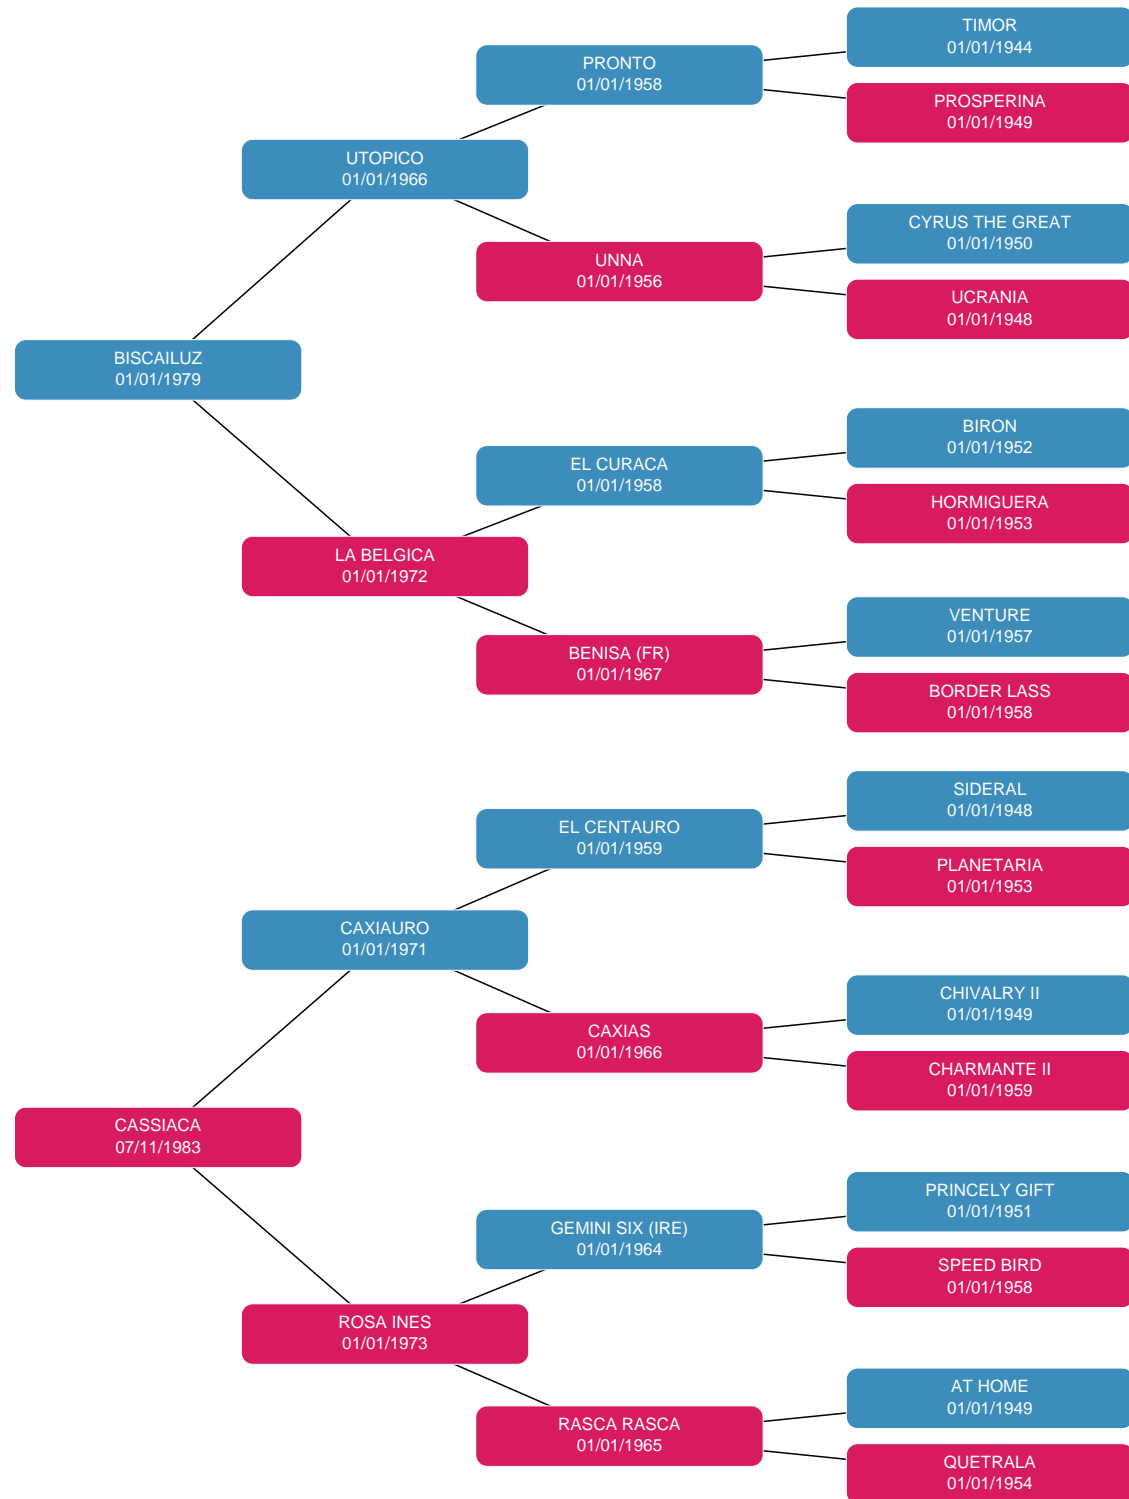 TIMOR
01/01/1944
PRONTO
01/01/1958
PROSPERINA
01/01/1949
UTOPICO
01/01/1966
CYRUS THE GREAT
01/01/1950
UNNA
01/01/1956
UCRANIA
01/01/1948
BISCAILUZ
01/01/1979
BIRON
01/01/1952
EL CURACA
01/01/1958
HORMIGUERA
01/01/1953
LA BELGICA
01/01/1972
VENTURE
01/01/1957
BENISA (FR)
01/01/1967
BORDER LASS
01/01/1958
SIDERAL
01/01/1948
EL CENTAURO
01/01/1959
PLANETARIA
01/01/1953
CAXIAURO
01/01/1971
CHIVALRY II
01/01/1949
CAXIAS
01/01/1966
CHARMANTE II
01/01/1959
CASSIACA
07/11/1983
PRINCELY GIFT
01/01/1951
GEMINI SIX (IRE)
01/01/1964
SPEED BIRD
01/01/1958
ROSA INES
01/01/1973
AT HOME
01/01/1949
RASCA RASCA
01/01/1965
QUETRALA
01/01/1954